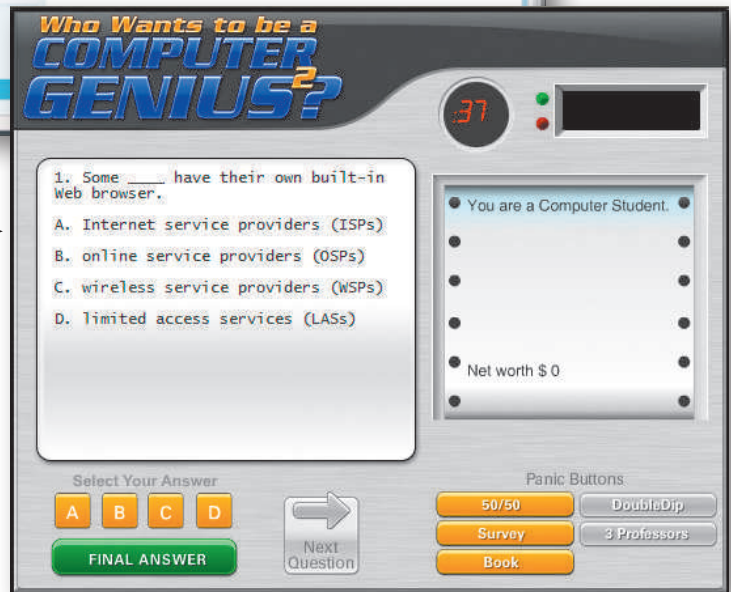 Who Wants to be a
COMPUTER
GENIUS?²
:37
1. Some ____ have their own built-in
Web browser.
A. Internet service providers (ISPs)
B. online service providers (OSPs)
C. wireless service providers (WSPs)
D. limited access services (LASs)
You are a Computer Student.
Net worth $ 0
Select Your Answer
A B C D
FINAL ANSWER
Next
Question
Panic Buttons
50/50
DoubleDip
Survey
3 Professors
Book